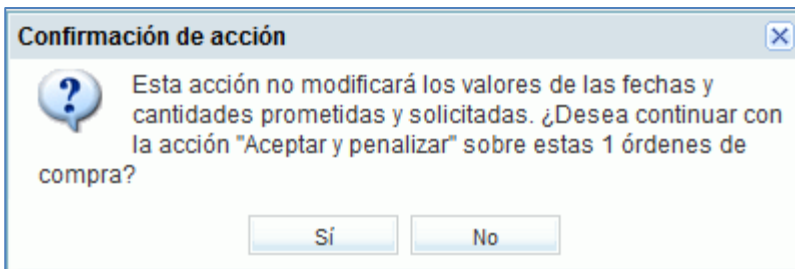 Confirmación de acción
Esta acción no modificará los valores de las fechas y
cantidades prometidas y solicitadas. ¿Desea continuar con
la acción "Aceptar y penalizar" sobre estas 1 órdenes de
compra?
Sí
No